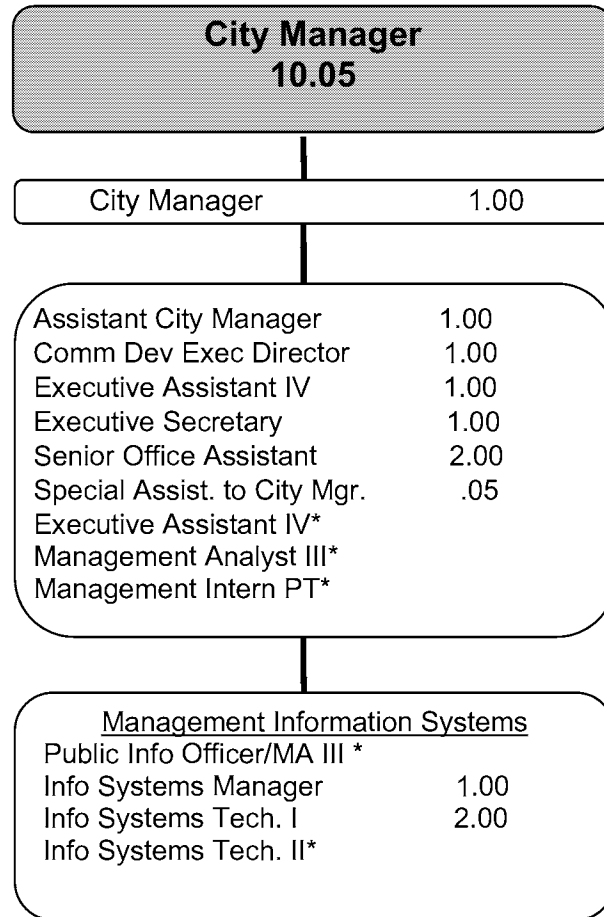 City Manager
10.05
City Manager 1.00
Assistant City Manager 1.00
Comm Dev Exec Director 1.00
Executive Assistant IV 1.00
Executive Secretary 1.00
Senior Office Assistant 2.00
Special Assist. to City Mgr. .05
Executive Assistant IV*
Management Analyst III*
Management Intern PT*
Management Information Systems
Public Info Officer/MA III *
Info Systems Manager 1.00
Info Systems Tech. I 2.00
Info Systems Tech. II*